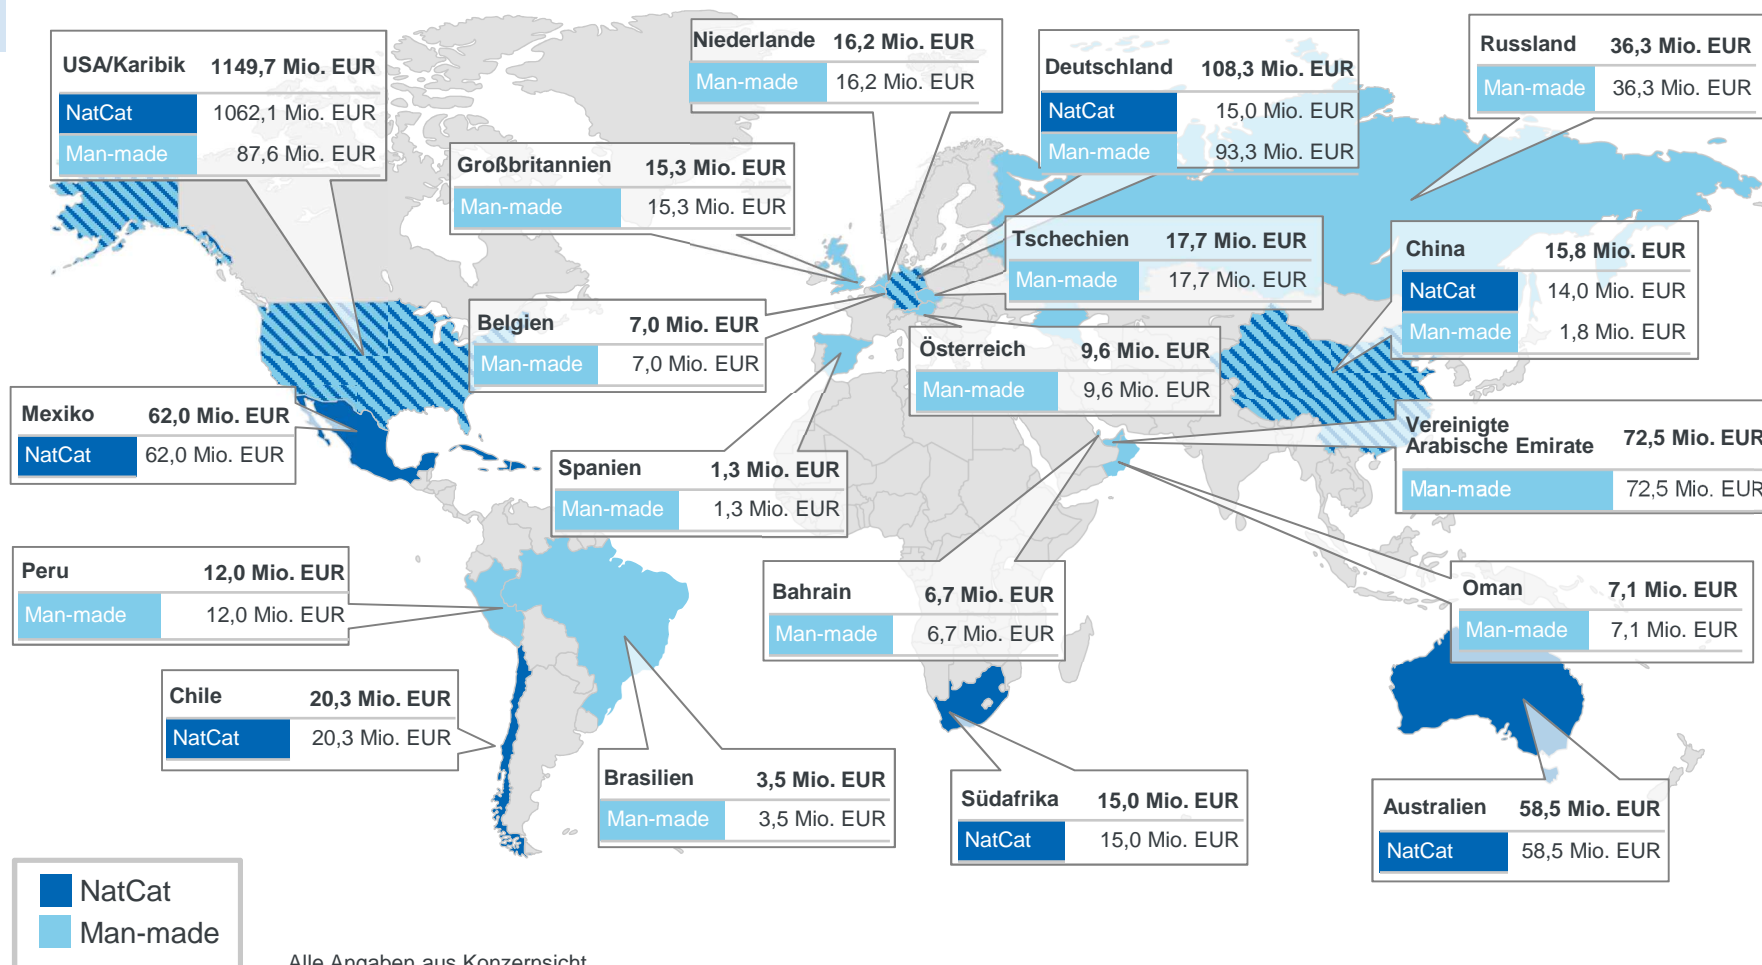 USA/Karibik 1149,7 Mio. EUR
NatCat 1062,1 Mio. EUR
Man-made 87,6 Mio. EUR
Niederlande 16,2 Mio. EUR
Man-made 16,2 Mio. EUR
Deutschland 108,3 Mio. EUR
NatCat 15,0 Mio. EUR
Man-made 93,3 Mio. EUR
Russland 36,3 Mio. EUR
Man-made 36,3 Mio. EUR
Großbritannien 15,3 Mio. EUR
Man-made 15,3 Mio. EUR
Tschechien 17,7 Mio. EUR
Man-made 17,7 Mio. EUR
China 15,8 Mio. EUR
NatCat 14,0 Mio. EUR
Man-made 1,8 Mio. EUR
Belgien 7,0 Mio. EUR
Man-made 7,0 Mio. EUR
Österreich 9,6 Mio. EUR
Man-made 9,6 Mio. EUR
Mexiko 62,0 Mio. EUR
NatCat 62,0 Mio. EUR
Vereinigte
Arabische Emirate 72,5 Mio. EUR
Man-made 72,5 Mio. EUR
Spanien 1,3 Mio. EUR
Man-made 1,3 Mio. EUR
Peru 12,0 Mio. EUR
Man-made 12,0 Mio. EUR
Bahrain 6,7 Mio. EUR
Man-made 6,7 Mio. EUR
Oman 7,1 Mio. EUR
Man-made 7,1 Mio. EUR
Chile 20,3 Mio. EUR
NatCat 20,3 Mio. EUR
Brasilien 3,5 Mio. EUR
Man-made 3,5 Mio. EUR
Südafrika 15,0 Mio. EUR
NatCat 15,0 Mio. EUR
Australien 58,5 Mio. EUR
NatCat 58,5 Mio. EUR
NatCat
Man-made
Alle Angaben aus Konzernsicht